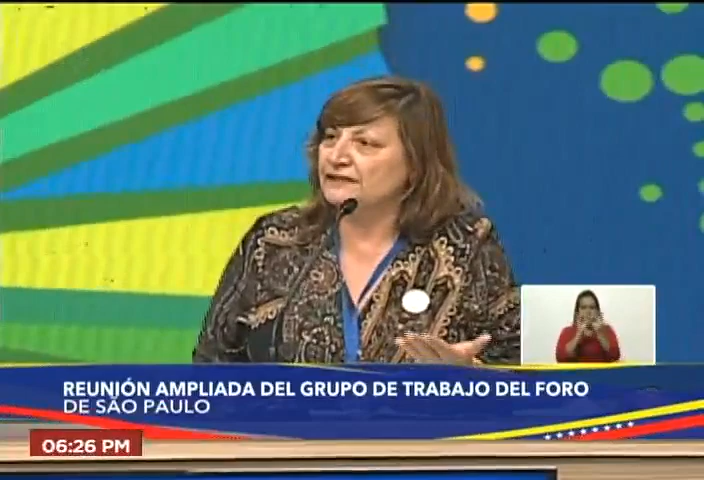 REUNIÓN AMPLIADA DEL GRUPO DE TRABAJO DEL FORO
DE SÃO PAULO
06:26 PM